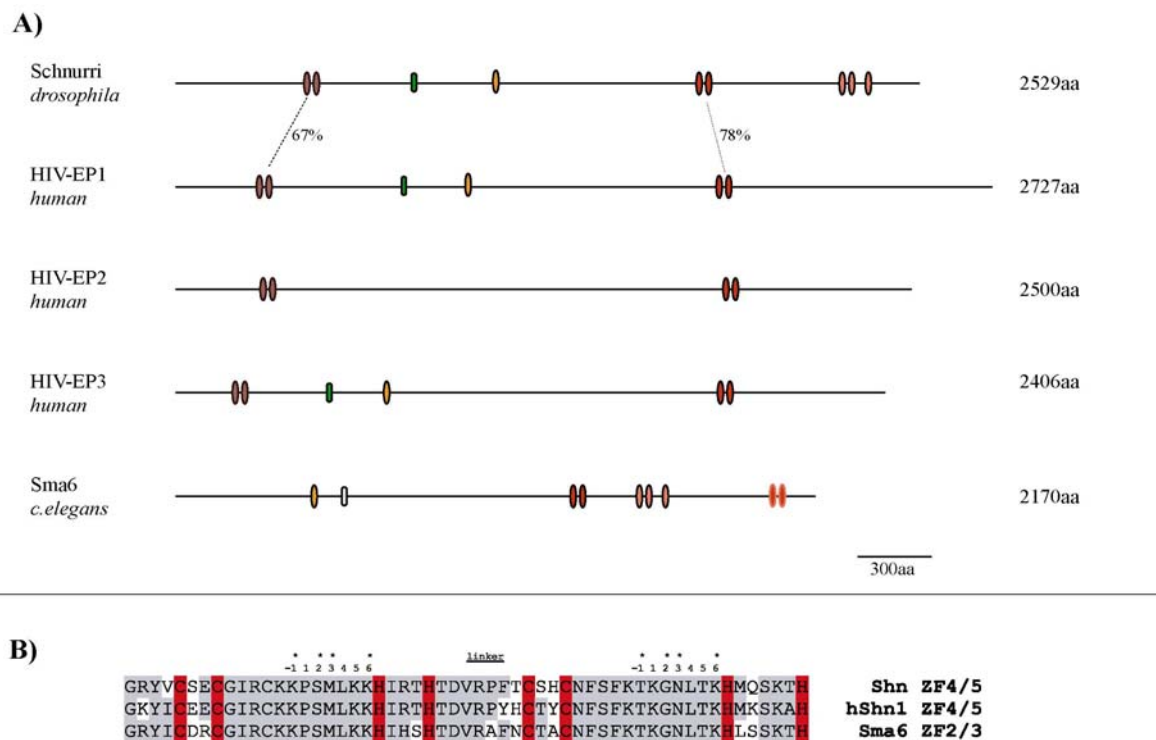 A)
Schnurri
drosophila
2529aa
67%
78%
HIV-EP1
human
2727aa
HIV-EP2
human
2500aa
HIV-EP3
human
2406aa
Sma6
c.elegans
2170aa
300aa
B)
* * * * linker * * * *
-1 1 2 3 4 5 6 -1 1 2 3 4 5 6
GRYVCSECGIRCKKPSMLKKHIRTHTDVRPFTCSHCNFSFKTKGNLTKHMQSKTH Shn ZF4/5
GKYICEECGIRCKKPSMLKKHIRTHTDVRPYHCTYCNFSFKTKGNLTKHMKSKAH hShn1 ZF4/5
GRYICDRCGIRCKKPSMLKKHIHSHTDVRAFNCTACNFSFKTKGNLTKHLSSKTH Sma6 ZF2/3